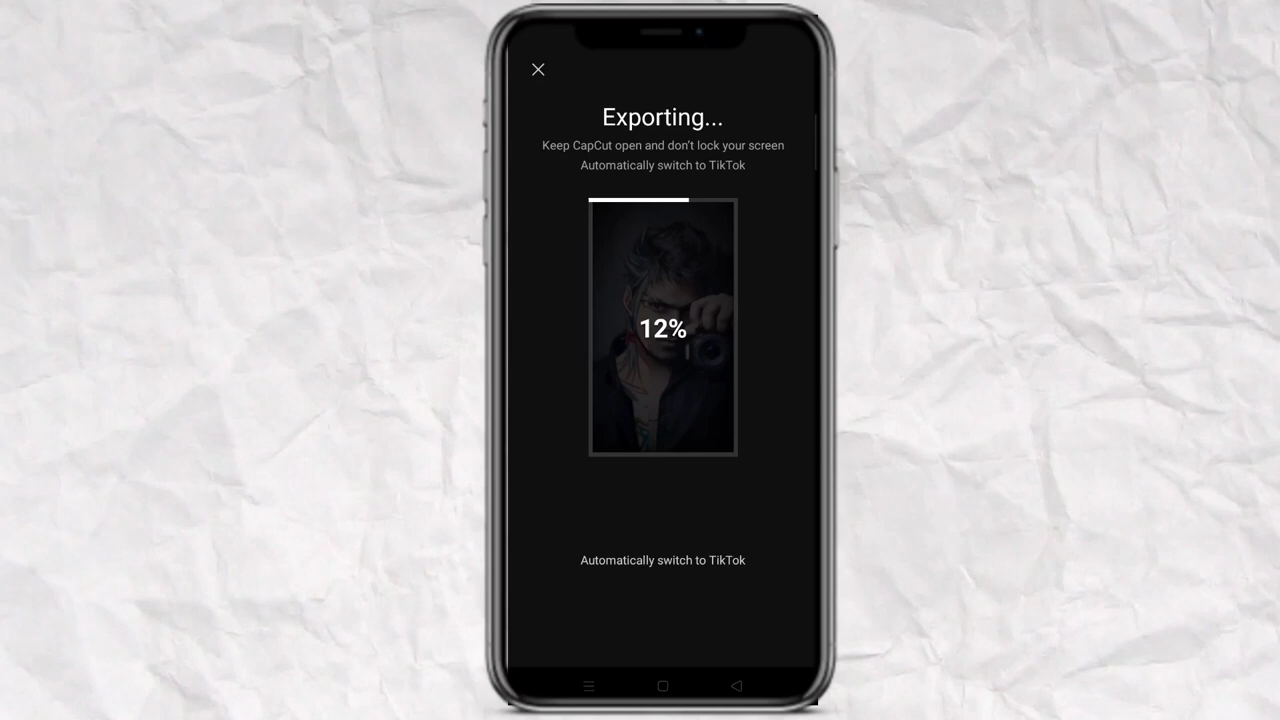 Exporting...
Keep CapCut open and don't lock your screen
Automatically switch to TikTok
12%
Automatically switch to TikTok